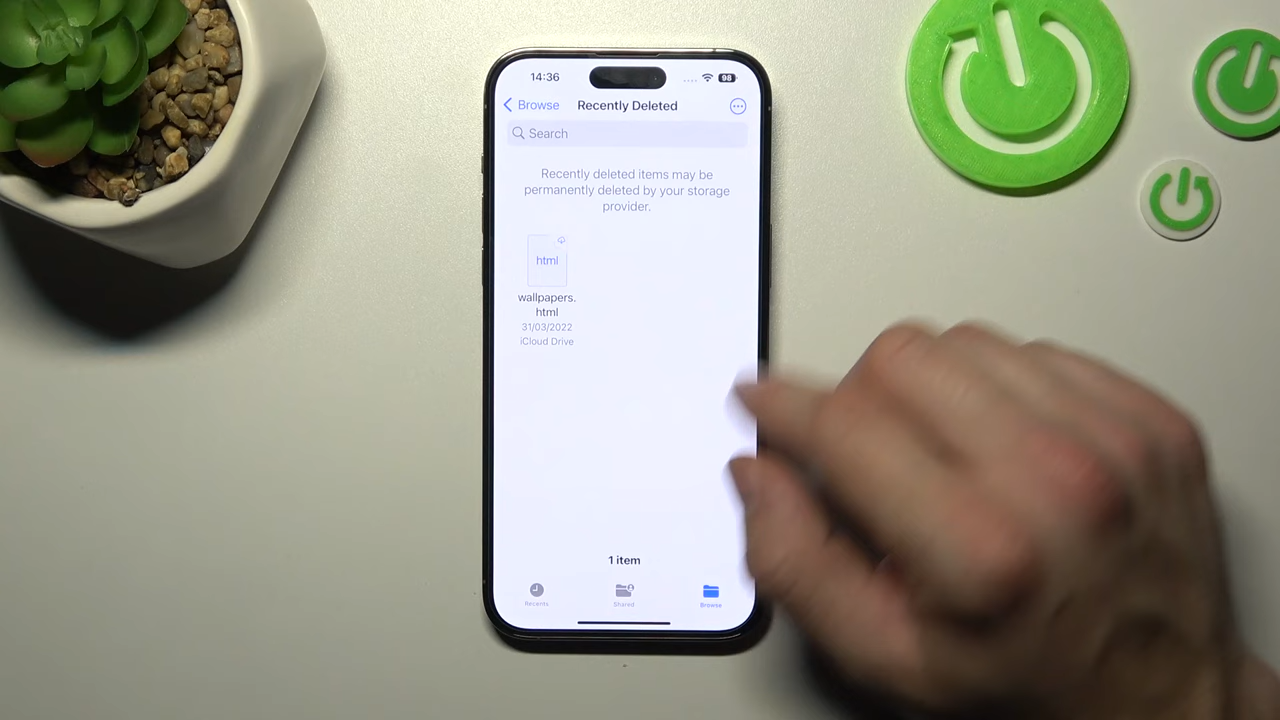 14:36
98
Browse
Recently Deleted
Search
Recently deleted items may be
permanently deleted by your storage
provider.
html
wallpapers.
html
31/03/2022
iCloud Drive
1 item
Recents
Shared
Browse